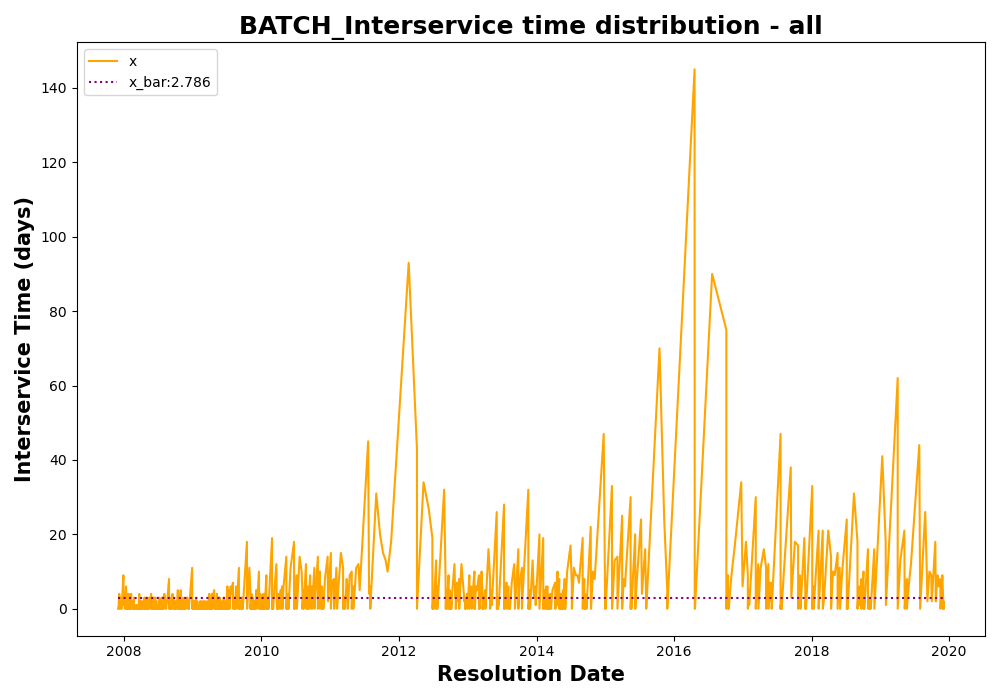 BATCH_Interservice time distribution - all
x
x_bar:2.786
Interservice Time (days)
140
120
100
80
60
40
20
0
2008 2010 2012 2014 2016 2018 2020
Resolution Date